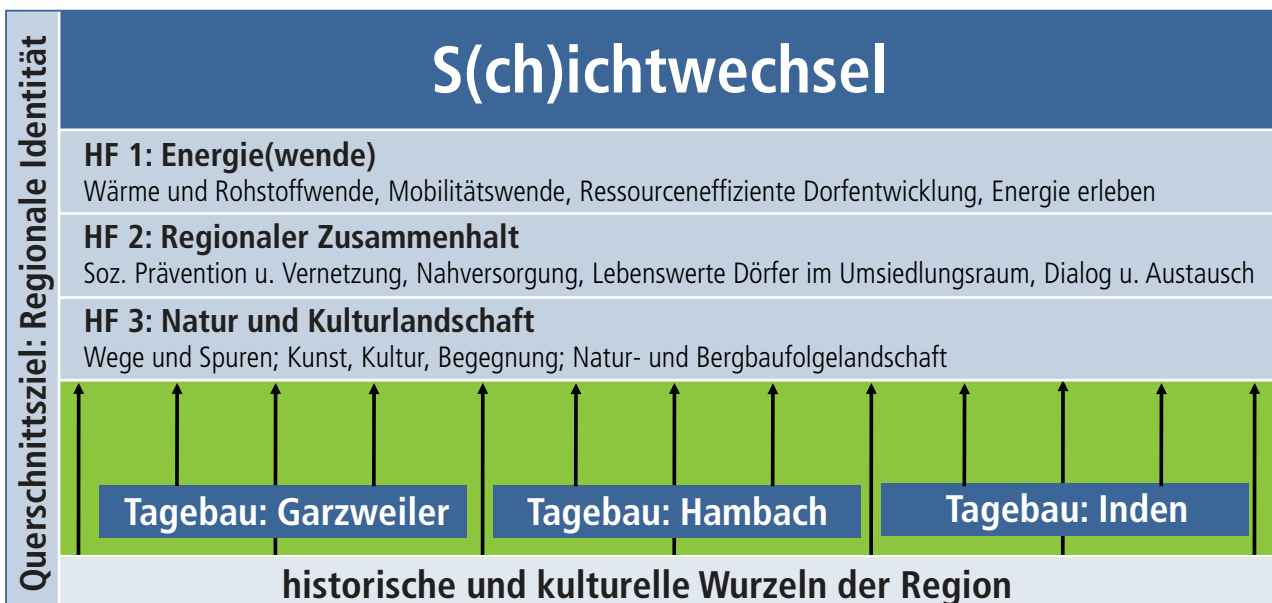 Querschnittsziel: Regionale Identität
S(ch)ichtwechsel
HF 1: Energie(wende)
Wärme und Rohstoffwende, Mobilitätswende, Ressourceneffiziente Dorfentwicklung, Energie erleben
HF 2: Regionaler Zusammenhalt
Soz. Prävention u. Vernetzung, Nahversorgung, Lebenswerte Dörfer im Umsiedlungsraum, Dialog u. Austausch
HF 3: Natur und Kulturlandschaft
Wege und Spuren; Kunst, Kultur, Begegnung; Natur- und Bergbaufolgelandschaft
Tagebau: Garzweiler
Tagebau: Hambach
Tagebau: Inden
historische und kulturelle Wurzeln der Region